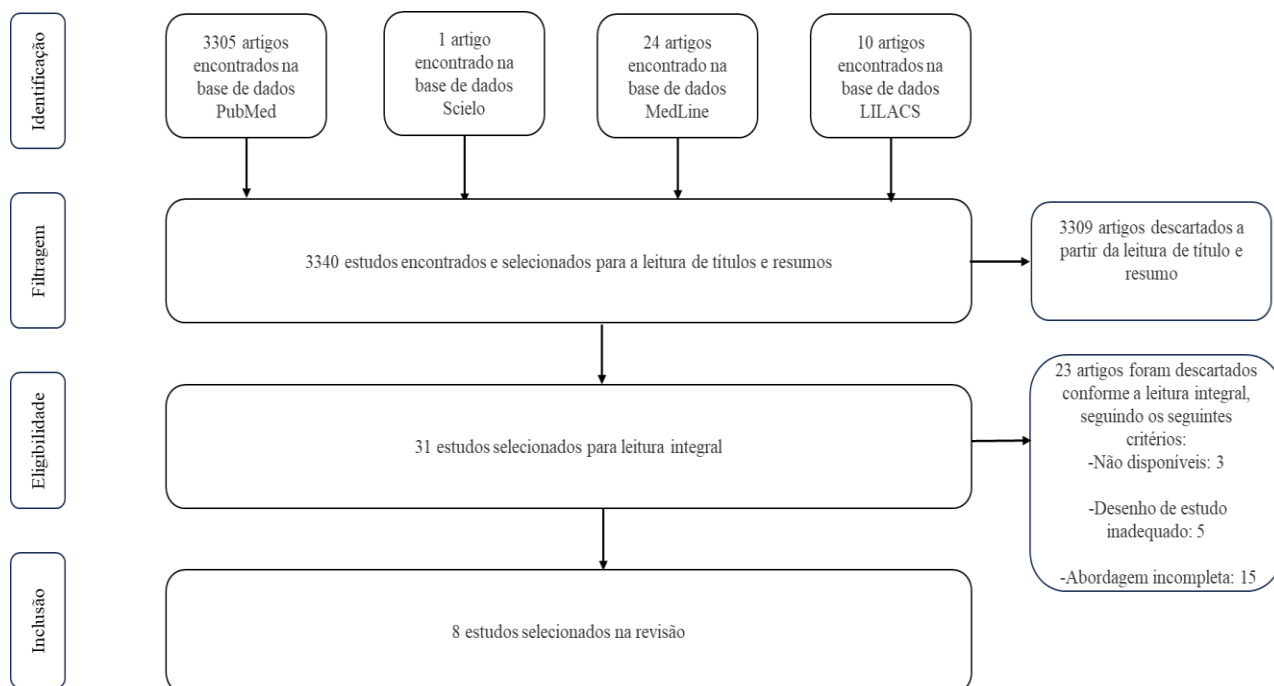 Identificação
3305 artigos
encontrados na
base de dados
PubMed
1 artigo
encontrado na
base de dados
Scielo
24 artigos
encontrado na
base de dados
MedLine
10 artigos
encontrados na
base de dados
LILACS
Filtragem
3340 estudos encontrados e selecionados para a leitura de títulos e resumos
3309 artigos descartados a
partir da leitura de título e
resumo
Eligibilidade
31 estudos selecionados para leitura integral
23 artigos foram descartados
conforme a leitura integral,
seguindo os seguintes
critérios:
-Não disponíveis: 3
-Desenho de estudo
inadequado: 5
-Abordagem incompleta: 15
Inclusão
8 estudos selecionados na revisão